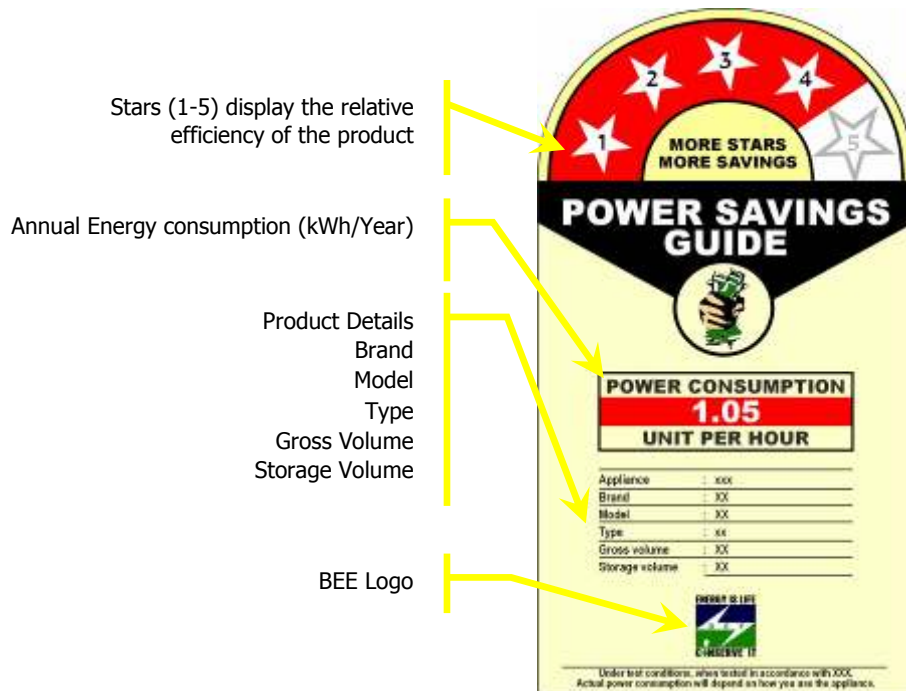 Stars (1-5) display the relative
efficiency of the product
Annual Energy consumption (kWh/Year)
Product Details
Brand
Model
Type
Gross Volume
Storage Volume
BEE Logo
1
2
3
4
5
MORE STARS
MORE SAVINGS
POWER SAVINGS
GUIDE
POWER CONSUMPTION
1.05
UNIT PER HOUR
Appliance : xxx
Brand : XX
Model : XX
Type : xx
Gross volume : XX
Storage volume : XX
ENERGY IS LIFE
CONSERVE IT
Under test conditions, when tested in accordance with XXX.
Actual power consumption will depend on how you use the appliance.